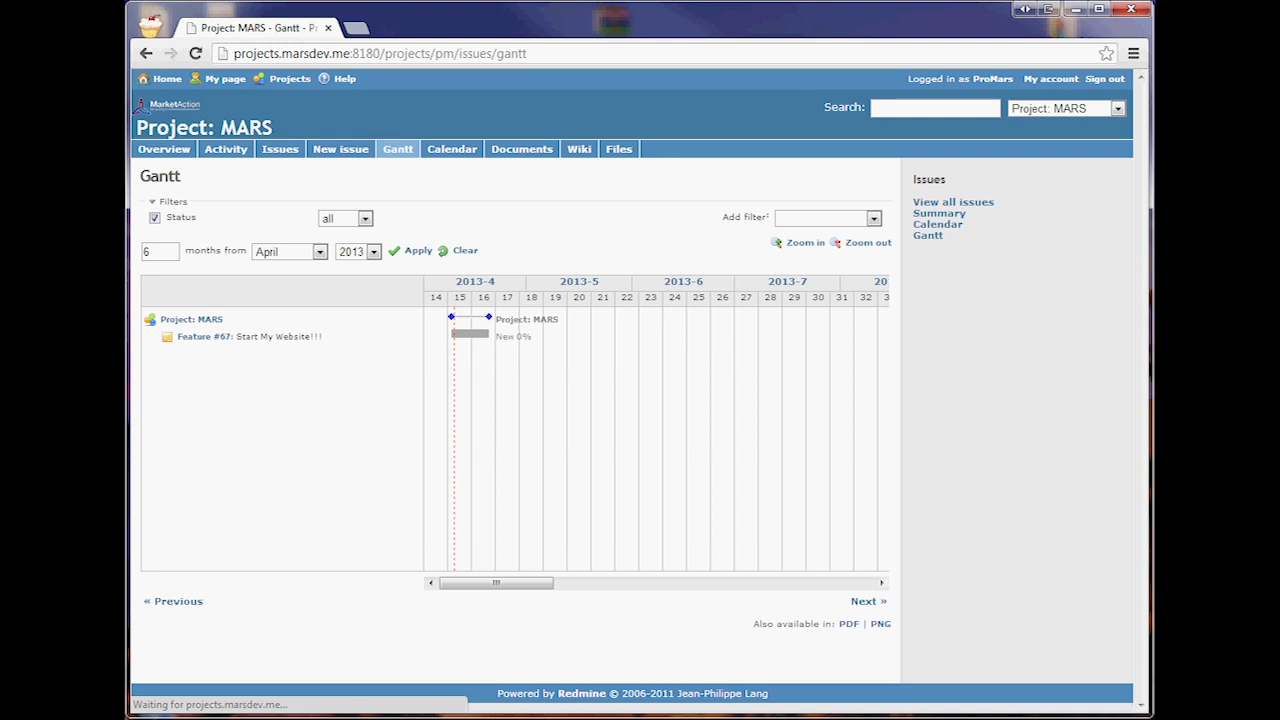 Project: MARS - Gantt - Pr
projects.marsdev.me:8180/projects/pm/issues/gantt
Home My page Projects Help Logged in as ProMars My account Sign out
MarketAction
Search: Project: MARS
Project: MARS
Overview Activity Issues New issue Gantt Calendar Documents Wiki Files
Gantt
Filters
Status all Add filter:
6 months from April 2013 Apply Clear
Zoom in Zoom out
2013-4 2013-5 2013-6 2013-7 20
14 15 16 17 18 19 20 21 22 23 24 25 26 27 28 29 30 31 32 3
Project: MARS Project: MARS
Feature #67: Start My Website!!! New 0%
« Previous Next »
Also available in: PDF | PNG
Issues
View all issues
Summary
Calendar
Gantt
Powered by Redmine © 2006-2011 Jean-Philippe Lang
Waiting for projects.marsdev.me...